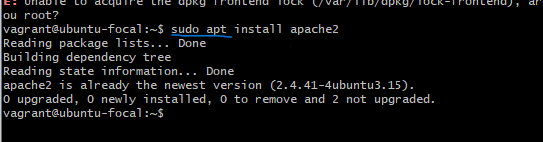 E: Unable to acquire the dpkg frontend lock (/var/lib/dpkg/lock-frontend), ar
ou root?
vagrant@ubuntu-focal:~$ sudo apt install apache2
Reading package lists... Done
Building dependency tree
Reading state information... Done
apache2 is already the newest version (2.4.41-4ubuntu3.15).
0 upgraded, 0 newly installed, 0 to remove and 2 not upgraded.
vagrant@ubuntu-focal:~$